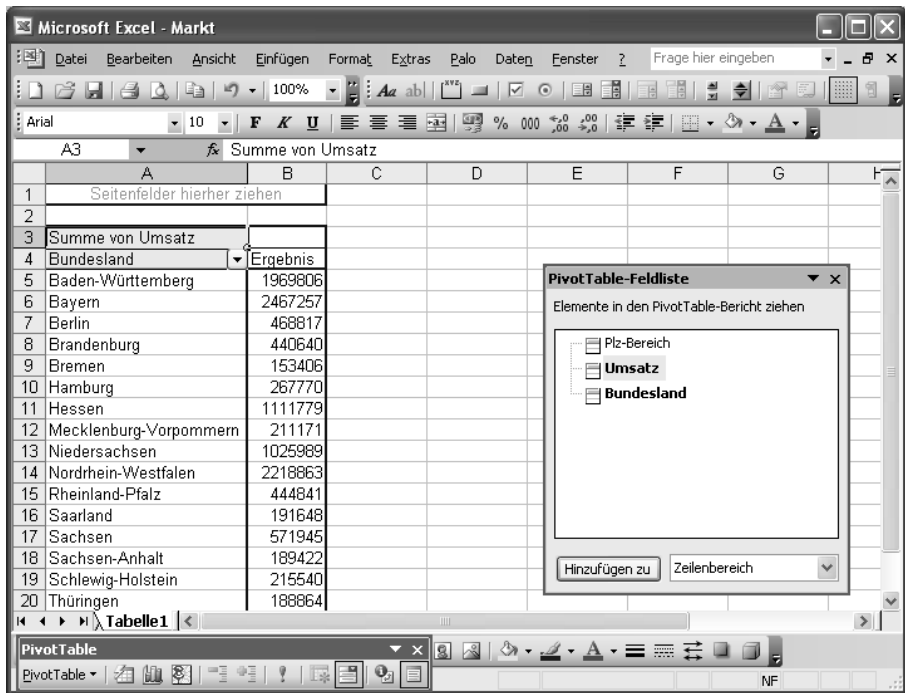 Microsoft Excel - Markt
Datei Bearbeiten Ansicht Einfügen Format Extras Palo Daten Fenster ? Frage hier eingeben
100% Aa ab|
Arial 10 F K U % 000
A3 fx Summe von Umsatz
A B C D E F G H
1 Seitenfelder hierher ziehen
2
3 Summe von Umsatz
4 Bundesland Ergebnis
5 Baden-Württemberg 1969806
6 Bayern 2467257
7 Berlin 468817
8 Brandenburg 440640
9 Bremen 153406
10 Hamburg 267770
11 Hessen 1111779
12 Mecklenburg-Vorpommern 211171
13 Niedersachsen 1025989
14 Nordrhein-Westfalen 2218863
15 Rheinland-Pfalz 444841
16 Saarland 191648
17 Sachsen 571945
18 Sachsen-Anhalt 189422
19 Schlewig-Holstein 215540
20 Thüringen 188864
PivotTable-Feldliste
Elemente in den PivotTable-Bericht ziehen
Plz-Bereich
Umsatz
Bundesland
Hinzufügen zu Zeilenbereich
Tabelle1
PivotTable
PivotTable
NF